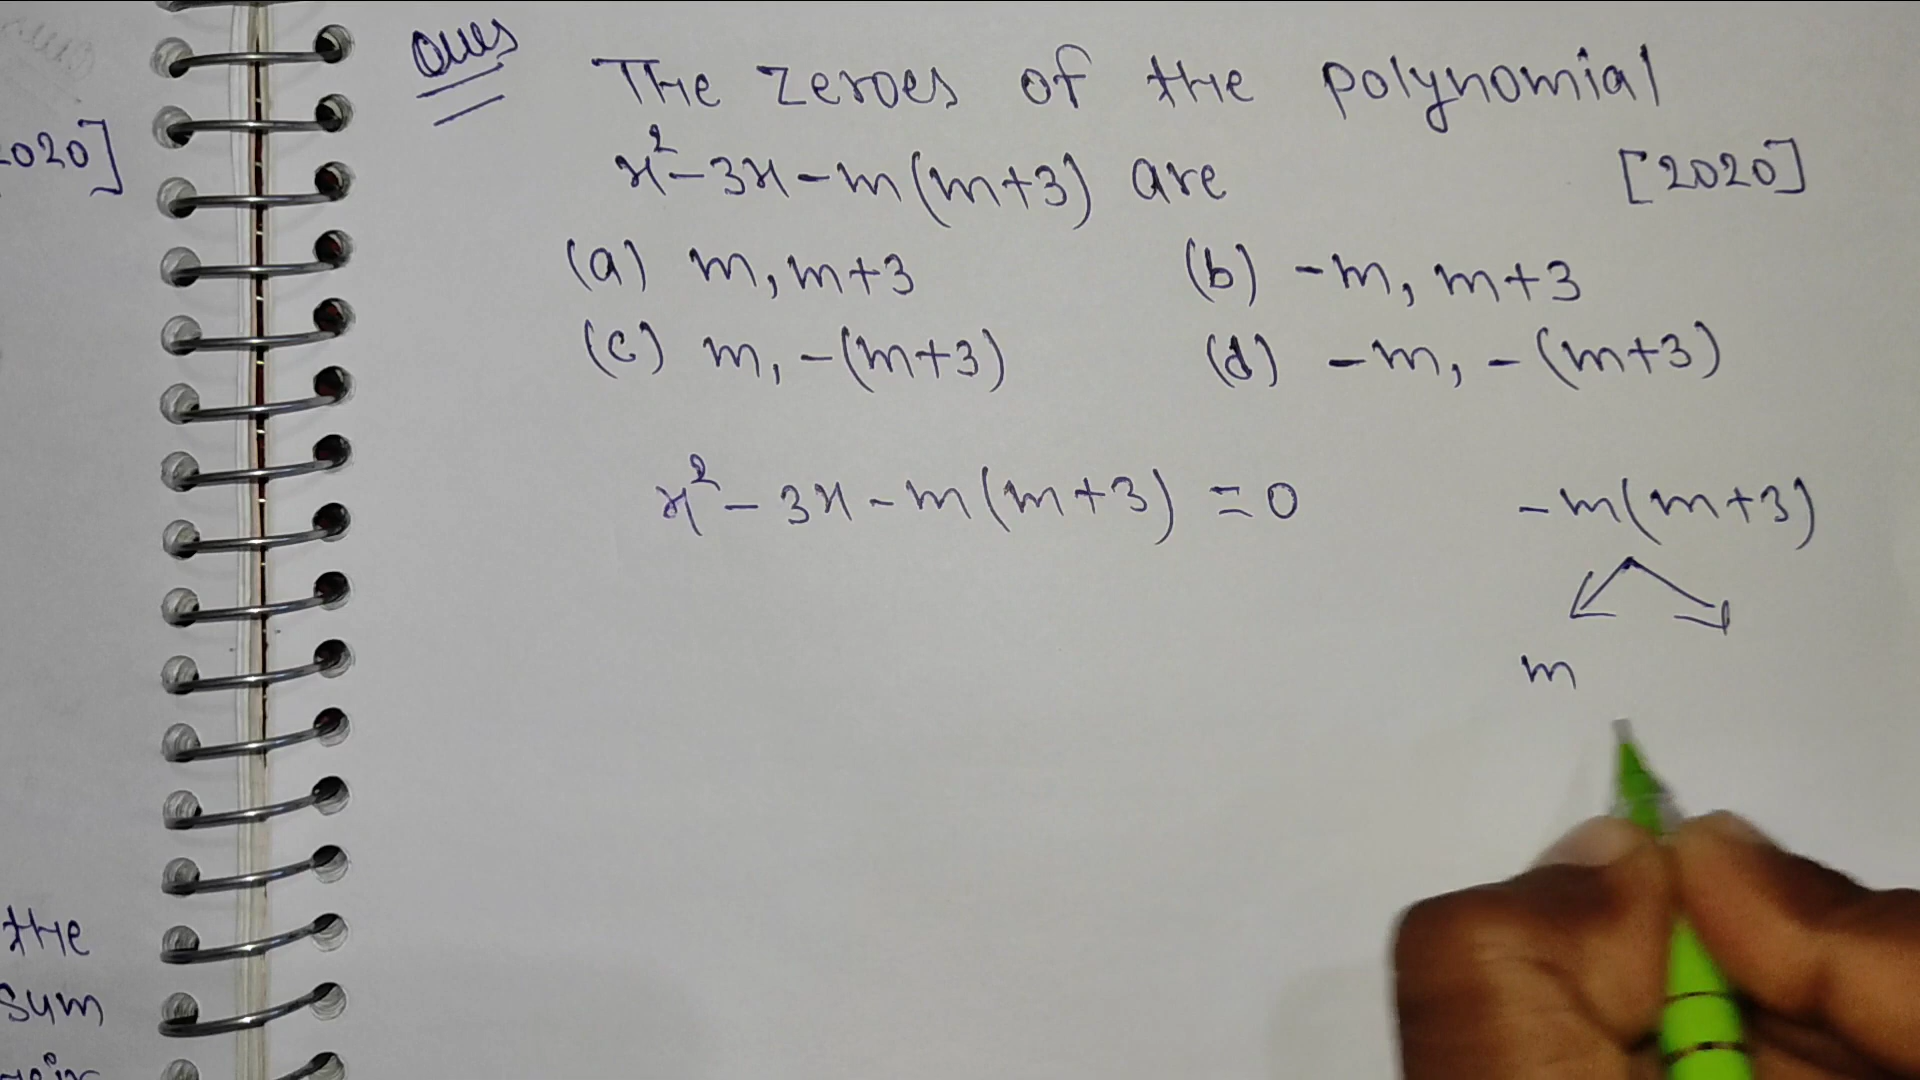 2020]
Ques
The zeroes of the polynomial
x²-3x-m(m+3) are [2020]
(a) m, m+3 (b) -m, m+3
(c) m, -(m+3) (d) -m, -(m+3)
x²-3x-m(m+3) = 0 -m(m+3)
m
the
sum